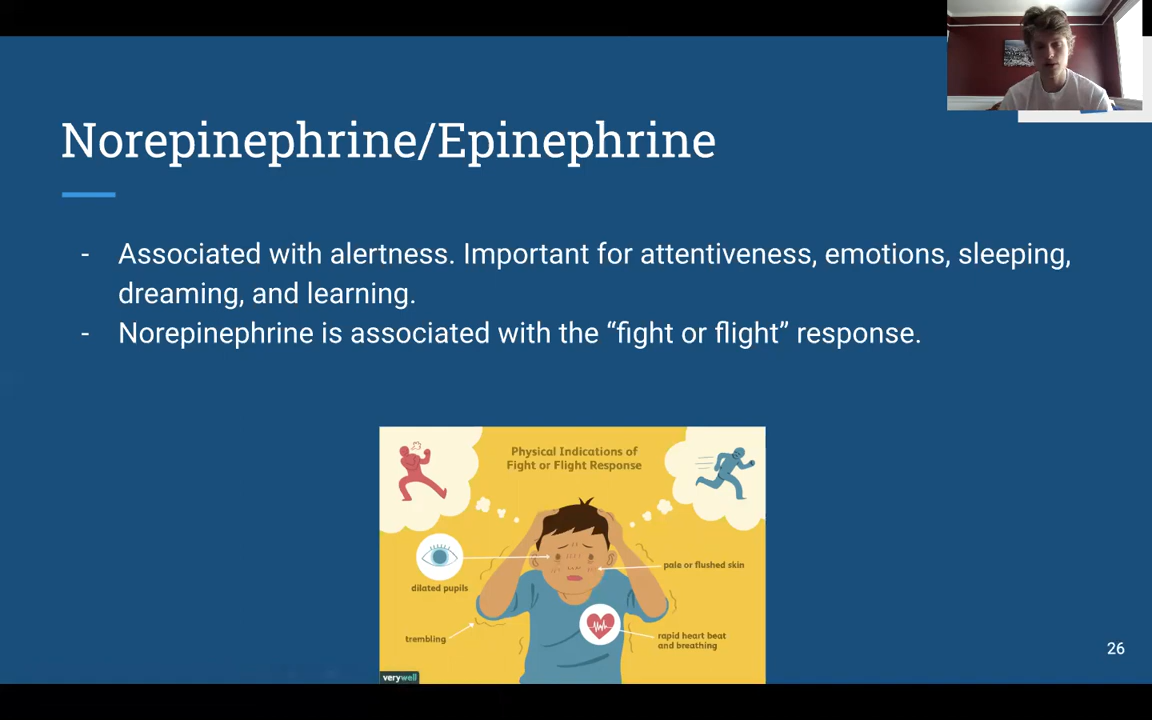 Norepinephrine/Epinephrine
- Associated with alertness. Important for attentiveness, emotions, sleeping,
dreaming, and learning.
- Norepinephrine is associated with the “fight or flight” response.
Physical Indications of
Fight or Flight Response
dilated pupils
pale or flushed skin
trembling
rapid heart beat
and breathing
verywell
26